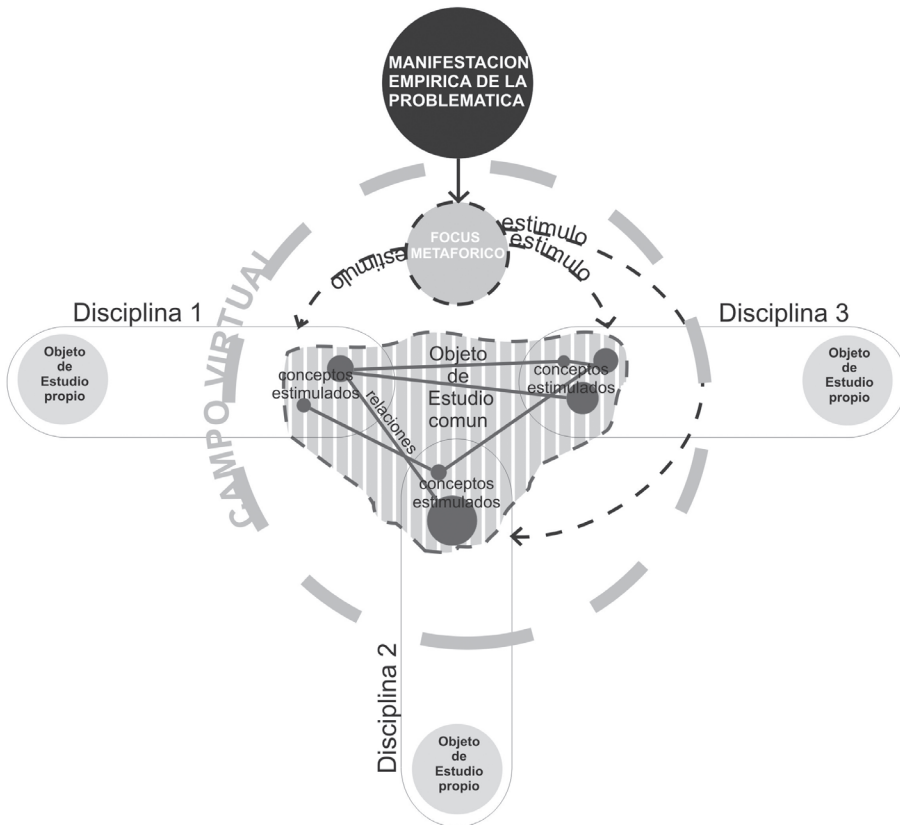 MANIFESTACION
EMPIRICA DE LA
PROBLEMATICA
FOCUS
METAFORICO
estimulo
estimulo
estimulo
CAMPO VIRTUAL
Disciplina 1
Disciplina 3
Objeto
de
Estudio
propio
conceptos
estimulados
Objeto
de
Estudio
comun
conceptos
estimulados
Objeto
de
Estudio
propio
relaciones
conceptos
estimulados
Disciplina 2
Objeto
de
Estudio
propio